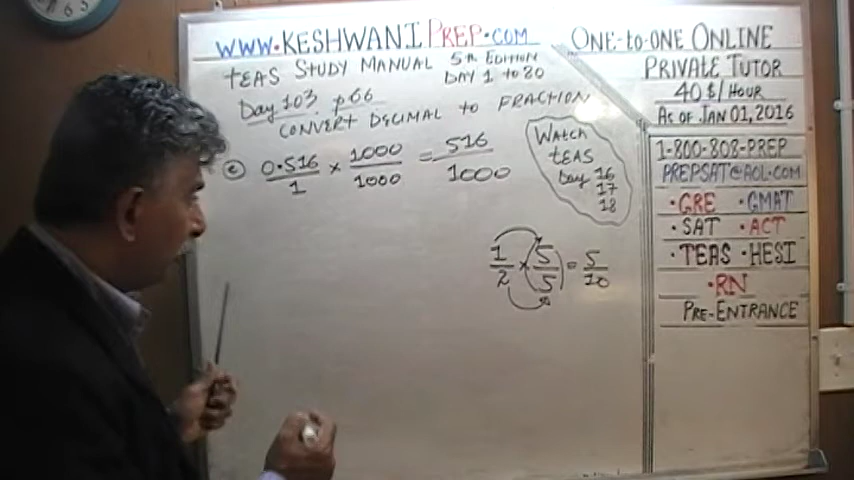 WWW.KESHWANIPREP.COM
TEAS STUDY MANUAL 5TH EDITION
DAY 1 to 80
Day 103 p66
CONVERT DECIMAL to FRACTION
C 0.516/1 × 1000/1000 = 516/1000
Watch
tEAS
Day 16
17
18
1/2 × (5/5) = 5/10
ONE-to-ONE ONLINE
PRIVATE TUTOR
40$/HOUR
As of JAN 01, 2016
1-800-808-PREP
PREPSAT@AOL.COM
•GRE •GMAT
•SAT •ACT
•TEAS •HESI
•RN
PRE-ENTRANCE